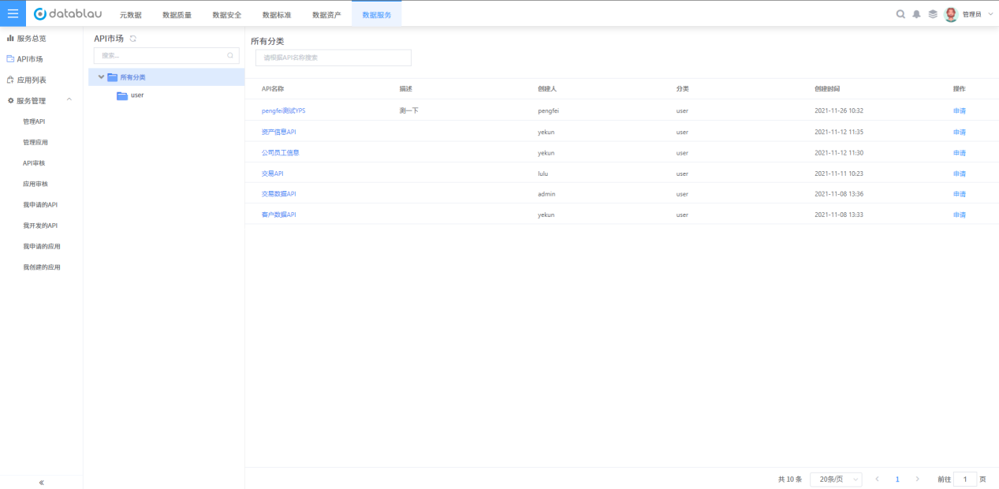 datablau 元数据 数据质量 数据安全 数据标准 数据资产 数据服务 管理员
服务总览
API市场
应用列表
服务管理
管理API
管理应用
API审核
应用审核
我申请的API
我开发的API
我申请的应用
我创建的应用
API市场
搜索...
所有分类
user
所有分类
请根据API名称搜索
API名称 描述 创建人 分类 创建时间 操作
pengfei测试YPS 测一下 pengfei user 2021-11-26 10:32 申请
资产信息API yekun user 2021-11-12 11:35 申请
公司员工信息 yekun user 2021-11-12 11:30 申请
交易API lulu user 2021-11-11 10:23 申请
交易数据API admin user 2021-11-08 13:36 申请
客户数据API yekun user 2021-11-08 13:33 申请
共 10 条 20条/页 1 前往 1 页